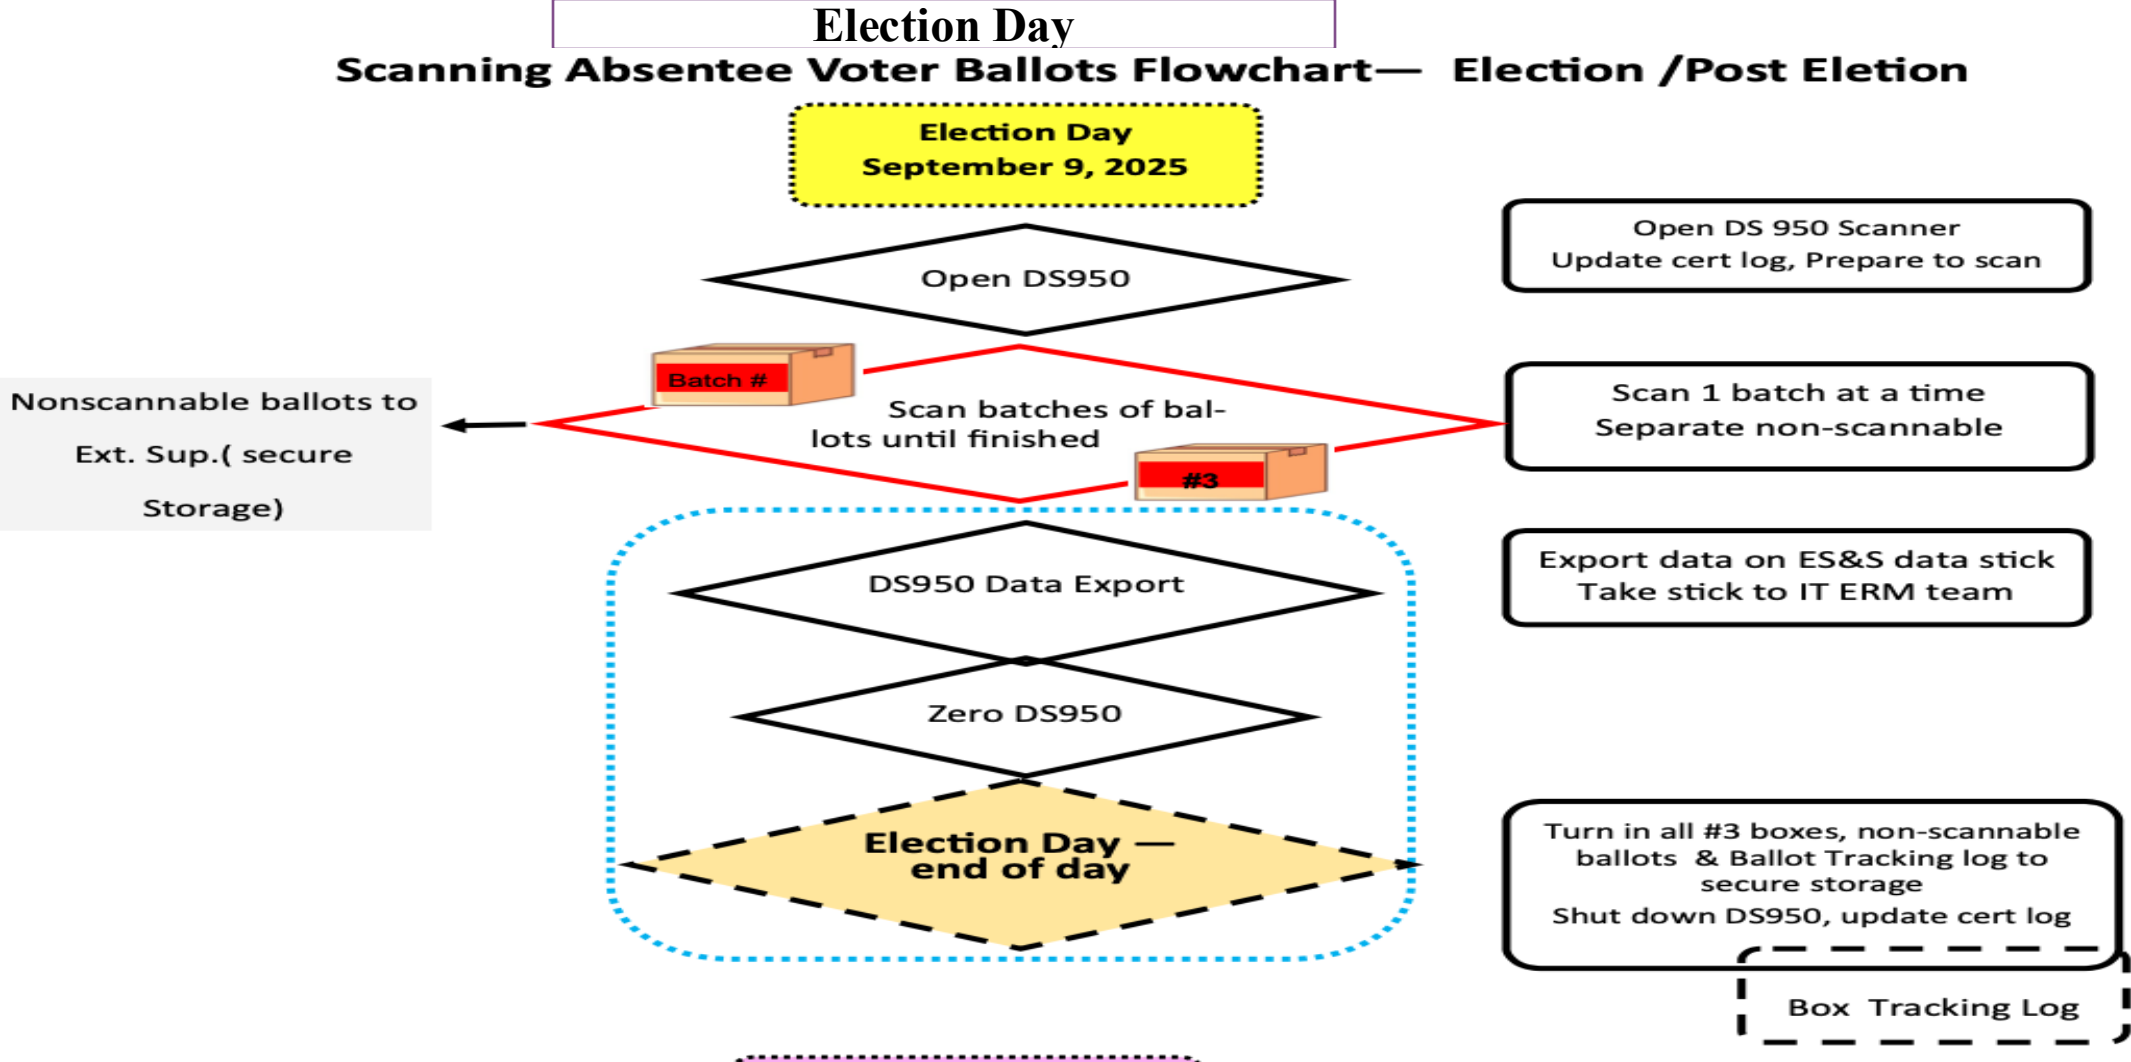 Election Day
Scanning Absentee Voter Ballots Flowchart— Election /Post Eletion
Election Day
September 9, 2025
Open DS950
Open DS 950 Scanner
Update cert log, Prepare to scan
Batch #
Scan batches of bal-
lots until finished
#3
Nonscannable ballots to
Ext. Sup.( secure
Storage)
Scan 1 batch at a time
Separate non-scannable
DS950 Data Export
Export data on ES&S data stick
Take stick to IT ERM team
Zero DS950
Election Day —
end of day
Turn in all #3 boxes, non-scannable
ballots & Ballot Tracking log to
secure storage
Shut down DS950, update cert log
Box Tracking Log